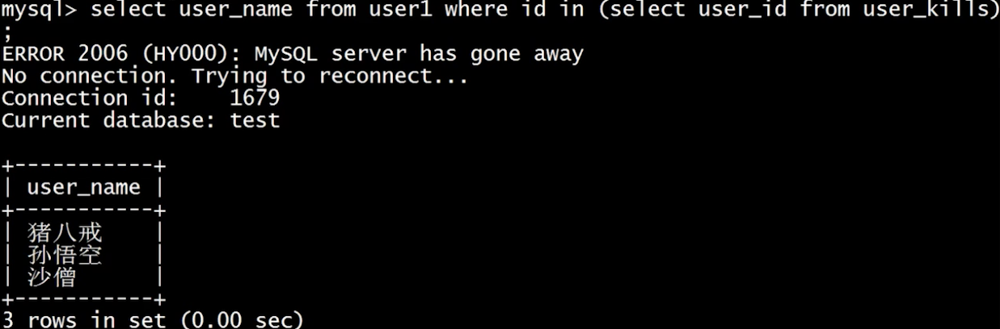 mysql> select user_name from user1 where id in (select user_id from user_kills)
;
ERROR 2006 (HY000): MySQL server has gone away
No connection. Trying to reconnect...
Connection id:    1679
Current database: test
+-----------+
| user_name |
+-----------+
| 猪八戒    |
| 孙悟空    |
| 沙僧      |
+-----------+
3 rows in set (0.00 sec)